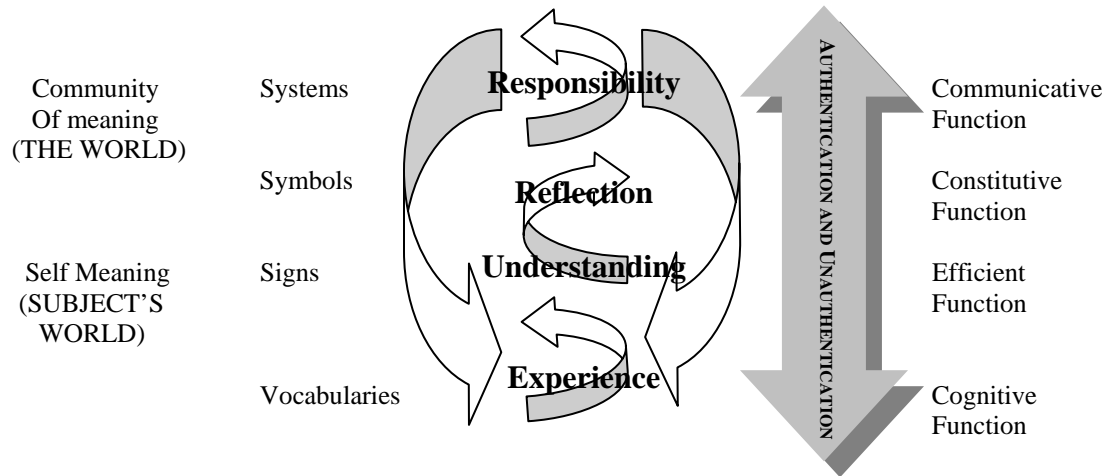 Community
Of meaning
(THE WORLD)
Self Meaning
(SUBJECT'S
WORLD)
Systems
Symbols
Signs
Vocabularies
Responsibility
Reflection
Understanding
Experience
AUTHENTICATION AND UNAUTHENTICATION
Communicative
Function
Constitutive
Function
Efficient
Function
Cognitive
Function